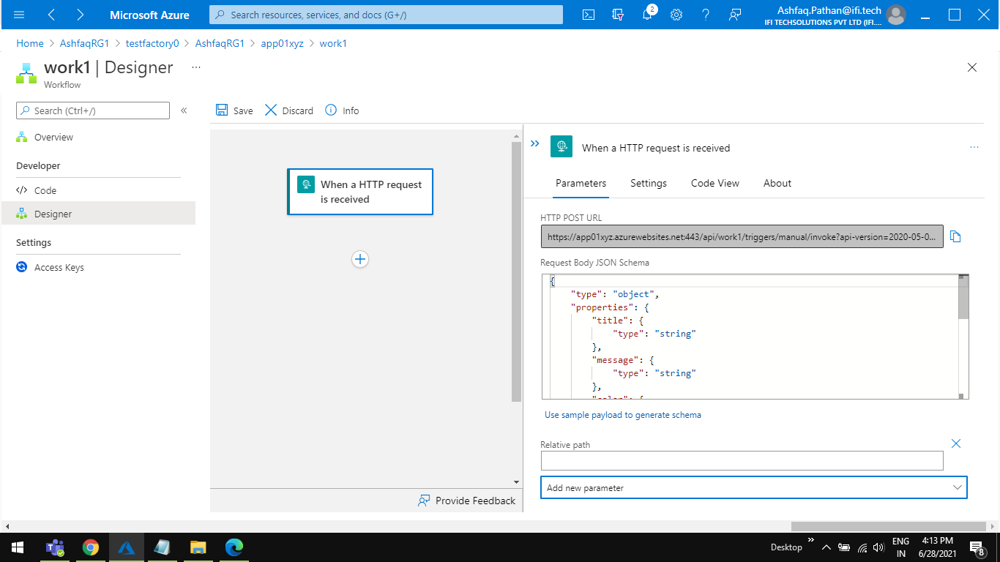 Microsoft Azure
Search resources, services, and docs (G+/)
2
Ashfaq.Pathan@ifi.tech
IFI TECHSOLUTIONS PVT LTD (IFI....
Home > AshfaqRG1 > testfactory0 > AshfaqRG1 > app01xyz > work1
work1 | Designer ...
Workflow
Search (Ctrl+/)
«
Overview
Developer
Code
Designer
Settings
Access Keys
Save
Discard
Info
When a HTTP request
is received
Provide Feedback
When a HTTP request is received
...
Parameters
Settings
Code View
About
HTTP POST URL
https://app01xyz.azurewebsites.net:443/api/work1/triggers/manual/invoke?api-version=2020-05-0...
Request Body JSON Schema
{
"type": "object",
"properties": {
"title": {
"type": "string"
},
"message": {
"type": "string"
},
Use sample payload to generate schema
Relative path
Add new parameter
Desktop
»
ENG
IN
4:13 PM
6/28/2021
8